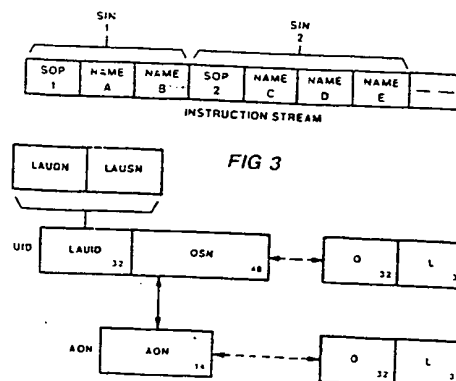 SIN
1
SIN
2
SOP 1 NAME A NAME B SOP 2 NAME C NAME D NAME E
INSTRUCTION STREAM
FIG 3
LAUGN LAUSN
UID LAUID 32 OSN 48 O 32 L
AON AON 14 O 32 L